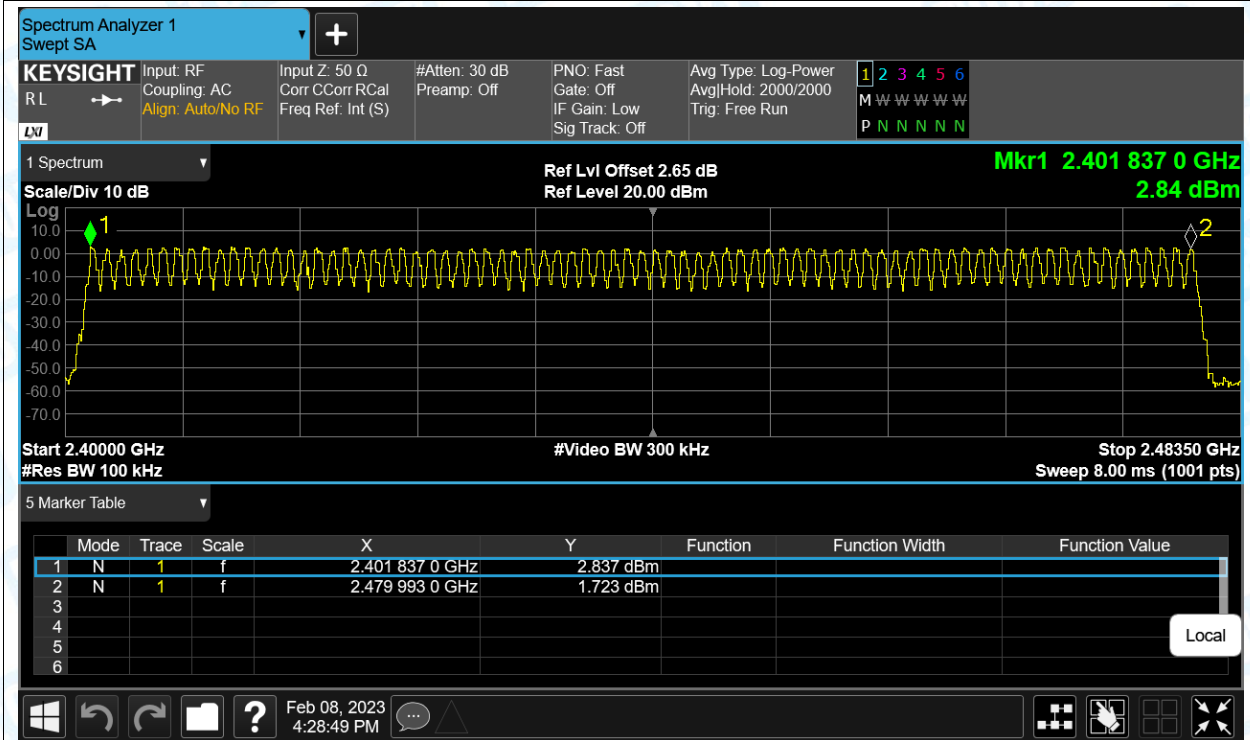 Spectrum Analyzer 1
Swept SA
KEYSIGHT
R L
LXI
Input: RF
Coupling: AC
Align: Auto/No RF
Input Z: 50 Ω
Corr CCorr RCal
Freq Ref: Int (S)
#Atten: 30 dB
Preamp: Off
PNO: Fast
Gate: Off
IF Gain: Low
Sig Track: Off
Avg Type: Log-Power
Avg|Hold: 2000/2000
Trig: Free Run
1 2 3 4 5 6
M W W W W W
P N N N N N
1 Spectrum
Scale/Div 10 dB
Ref Lvl Offset 2.65 dB
Ref Level 20.00 dBm
Mkr1 2.401 837 0 GHz
2.84 dBm
Log
10.0
0.00
-10.0
-20.0
-30.0
-40.0
-50.0
-60.0
-70.0
1
2
Start 2.40000 GHz
#Res BW 100 kHz
#Video BW 300 kHz
Stop 2.48350 GHz
Sweep 8.00 ms (1001 pts)
5 Marker Table
Mode Trace Scale X Y Function Function Width Function Value
1 N 1 f 2.401 837 0 GHz 2.837 dBm
2 N 1 f 2.479 993 0 GHz 1.723 dBm
3
4
5
6
Local
?
Feb 08, 2023
4:28:49 PM